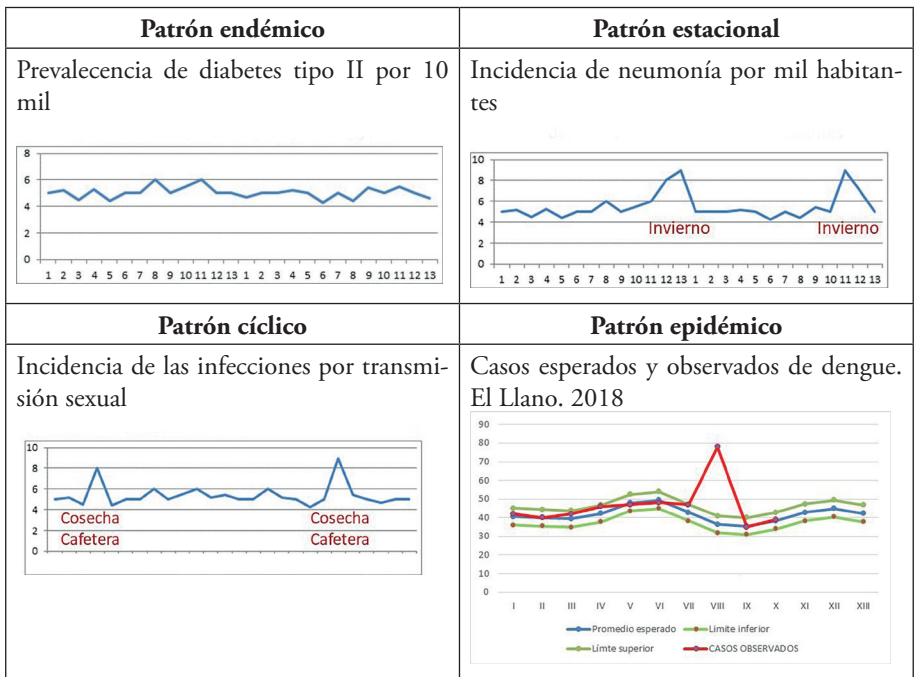 Patrón endémico
Prevalecencia de diabetes tipo II por 10
mil
8
6
4
2
0
1 2 3 4 5 6 7 8 9 10 11 12 13 1 2 3 4 5 6 7 8 9 10 11 12 13
Patrón estacional
Incidencia de neumonía por mil habitan-
tes
10
8
6
4
2
0
Invierno
Invierno
1 2 3 4 5 6 7 8 9 10 11 12 13 1 2 3 4 5 6 7 8 9 10 11 12 13
Patrón cíclico
Incidencia de las infecciones por transmi-
sión sexual
10
8
6
4
2
0
Cosecha
Cafetera
Cosecha
Cafetera
Patrón epidémico
Casos esperados y observados de dengue.
El Llano. 2018
90
80
70
60
50
40
30
20
10
0
I II III IV V VI VII VIII IX X XI XII XIII
Promedio esperado
Limite inferior
Límte superior
CASOS OBSERVADOS